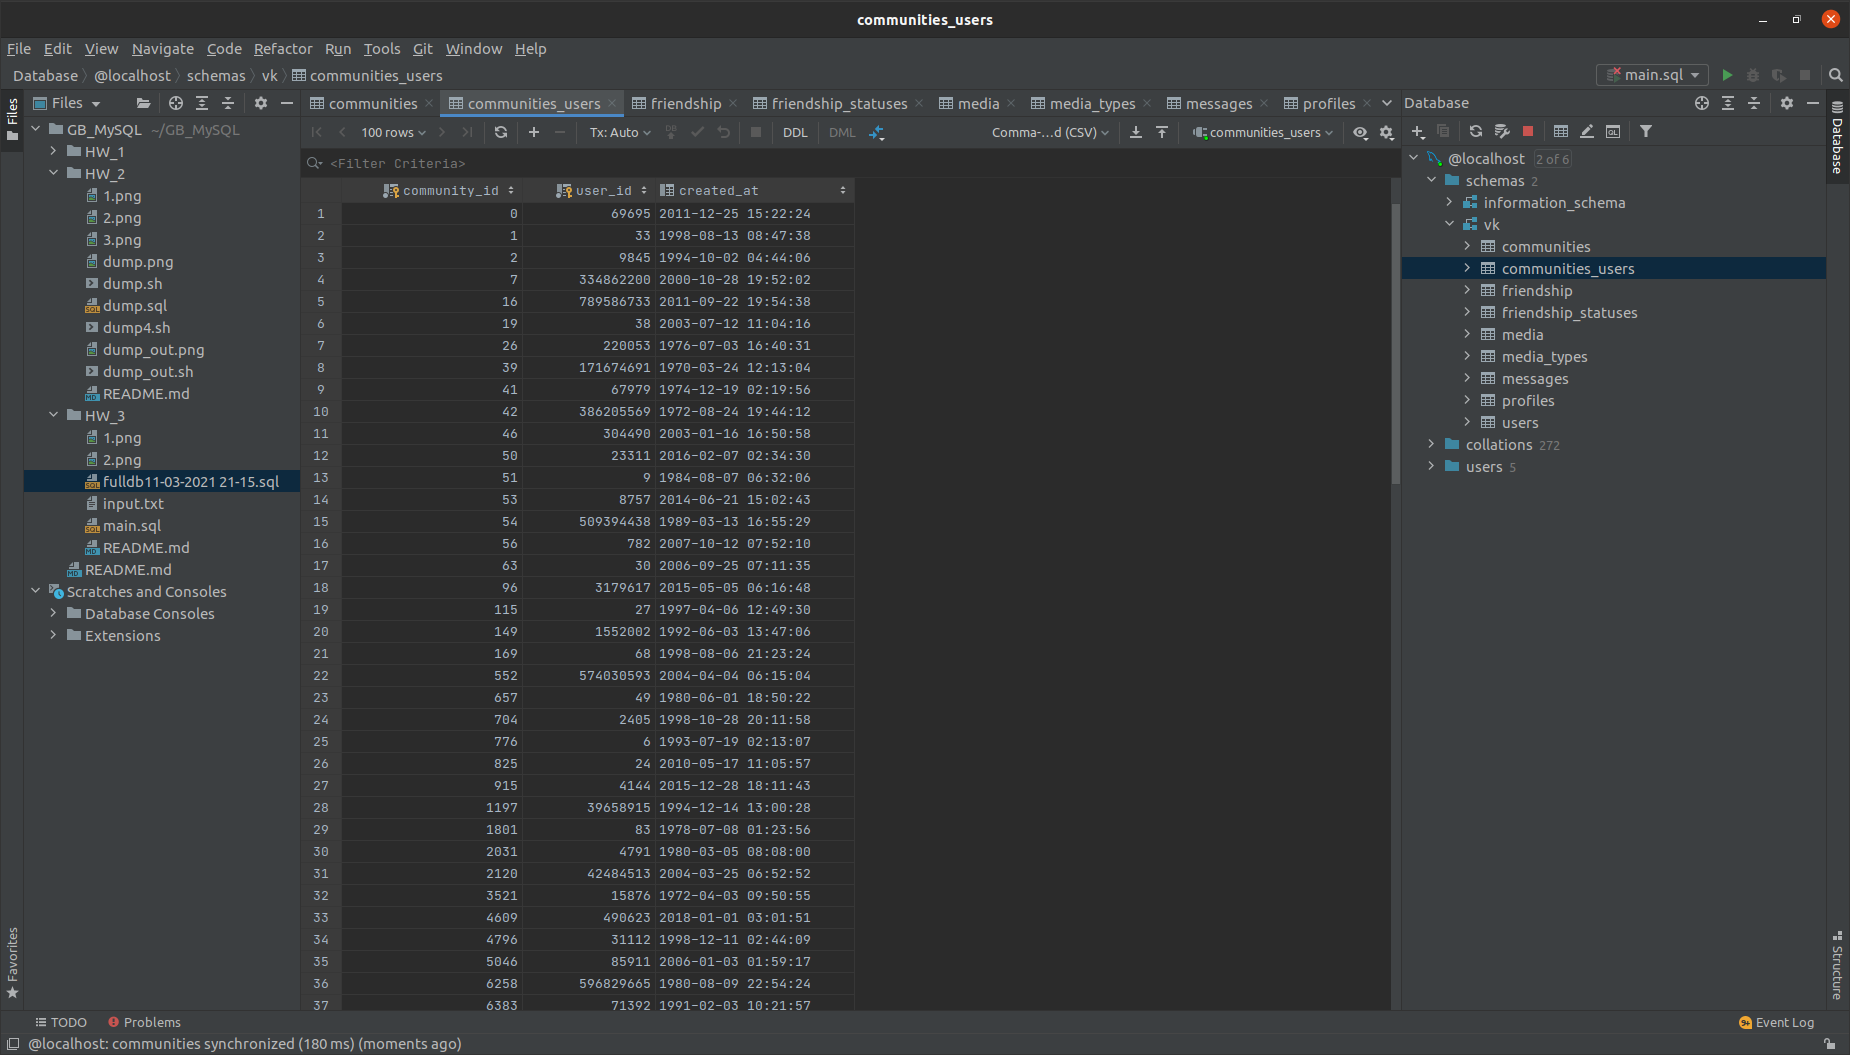 communities_users
File Edit View Navigate Code Refactor Run Tools Git Window Help
Database @localhost schemas vk communities_users
main.sql
Files
Files
communities communities_users friendship friendship_statuses media media_types messages profiles
Database
GB_MySQL ~/GB_MySQL
HW_1
HW_2
1.png
2.png
3.png
dump.png
dump.sh
dump.sql
dump4.sh
dump_out.png
dump_out.sh
README.md
HW_3
1.png
2.png
fulldb11-03-2021 21-15.sql
input.txt
main.sql
README.md
README.md
Scratches and Consoles
Database Consoles
Extensions
100 rows Tx: Auto DB DDL DML Comma-...d (CSV) communities_users
<Filter Criteria>
community_id user_id created_at
1 0 69695 2011-12-25 15:22:24
2 1 33 1998-08-13 08:47:38
3 2 9845 1994-10-02 04:44:06
4 7 334862200 2000-10-28 19:52:02
5 16 789586733 2011-09-22 19:54:38
6 19 38 2003-07-12 11:04:16
7 26 220053 1976-07-03 16:40:31
8 39 171674691 1970-03-24 12:13:04
9 41 67979 1974-12-19 02:19:56
10 42 386205569 1972-08-24 19:44:12
11 46 304490 2003-01-16 16:50:58
12 50 23311 2016-02-07 02:34:30
13 51 9 1984-08-07 06:32:06
14 53 8757 2014-06-21 15:02:43
15 54 509394438 1989-03-13 16:55:29
16 56 782 2007-10-12 07:52:10
17 63 30 2006-09-25 07:11:35
18 96 3179617 2015-05-05 06:16:48
19 115 27 1997-04-06 12:49:30
20 149 1552002 1992-06-03 13:47:06
21 169 68 1998-08-06 21:23:24
22 552 574030593 2004-04-04 06:15:04
23 657 49 1980-06-01 18:50:22
24 704 2405 1998-10-28 20:11:58
25 776 6 1993-07-19 02:13:07
26 825 24 2010-05-17 11:05:57
27 915 4144 2015-12-28 18:11:43
28 1197 39658915 1994-12-14 13:00:28
29 1801 83 1978-07-08 01:23:56
30 2031 4791 1980-03-05 08:08:00
31 2120 42484513 2004-03-25 06:52:52
32 3521 15876 1972-04-03 09:50:55
33 4609 490623 2018-01-01 03:01:51
34 4796 31112 1998-12-11 02:44:09
35 5046 85911 2006-01-03 01:59:17
36 6258 596829665 1980-08-09 22:54:24
37 6383 71392 1991-02-03 10:21:57
@localhost 2 of 6
schemas 2
information_schema
vk
communities
communities_users
friendship
friendship_statuses
media
media_types
messages
profiles
users
collations 272
users 5
Database
Structure
Favorites
TODO Problems Event Log
@localhost: communities synchronized (180 ms) (moments ago)